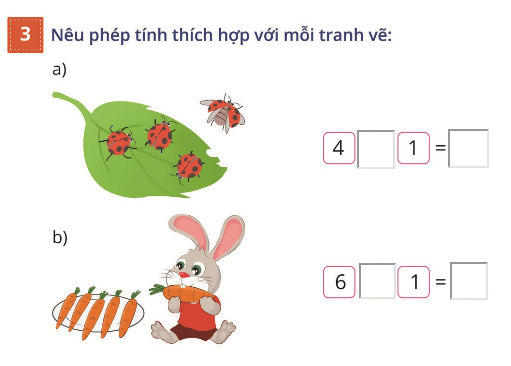 3 Nêu phép tính thích hợp với mỗi tranh vẽ:
a)
4 1 =
b)
6 1 =